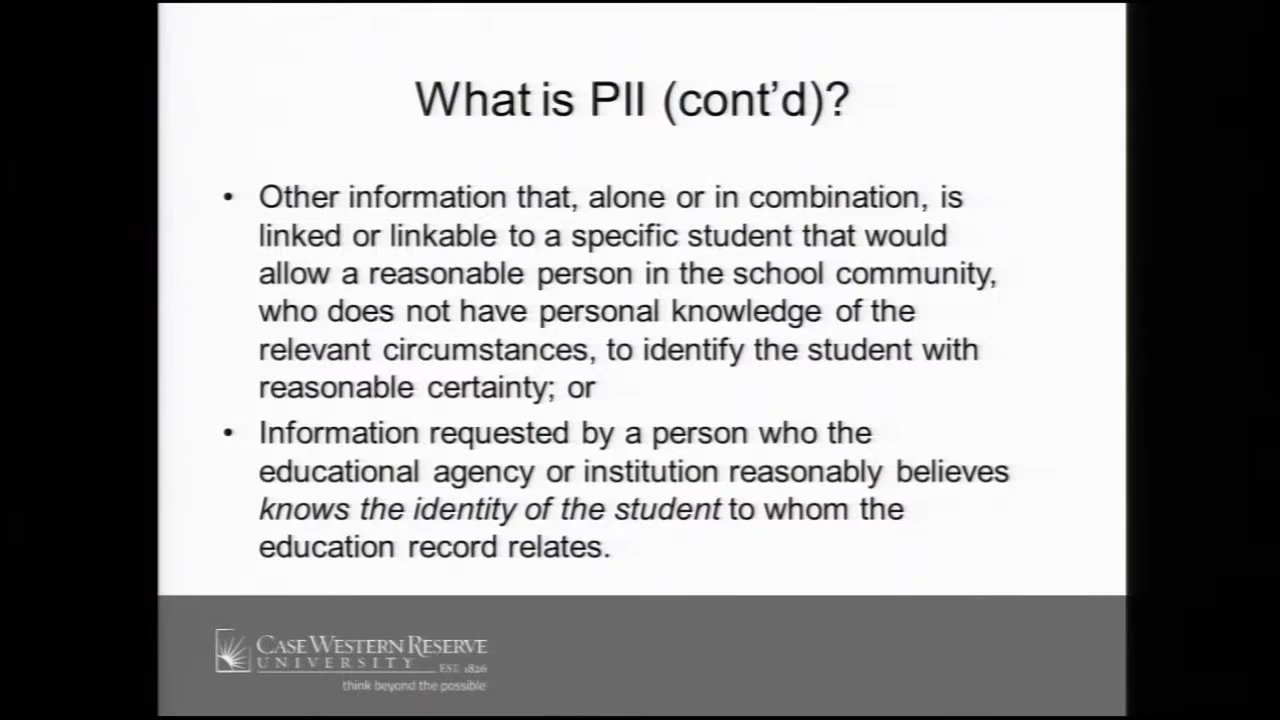 What is PII (cont’d)?
• Other information that, alone or in combination, is
linked or linkable to a specific student that would
allow a reasonable person in the school community,
who does not have personal knowledge of the
relevant circumstances, to identify the student with
reasonable certainty; or
• Information requested by a person who the
educational agency or institution reasonably believes
knows the identity of the student to whom the
education record relates.
CASE WESTERN RESERVE
UNIVERSITY EST. 1826
think beyond the possible